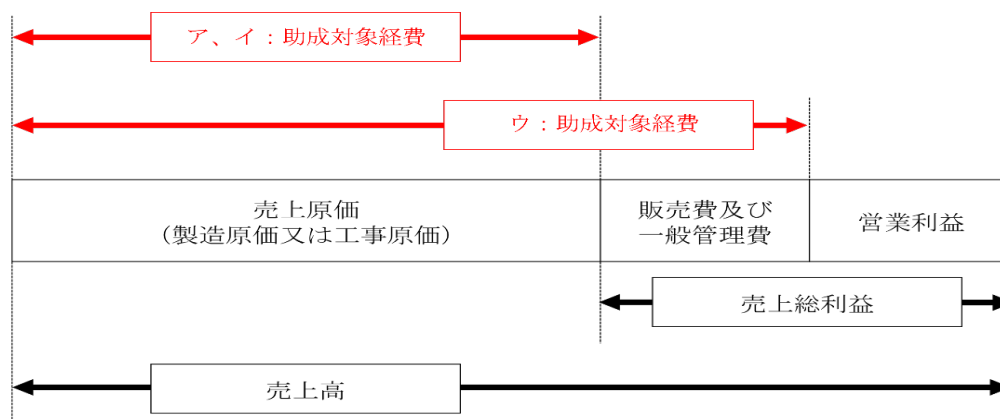 ア、イ：助成対象経費
ウ：助成対象経費
売上原価
（製造原価又は工事原価）
販売費及び
一般管理費
営業利益
売上総利益
売上高